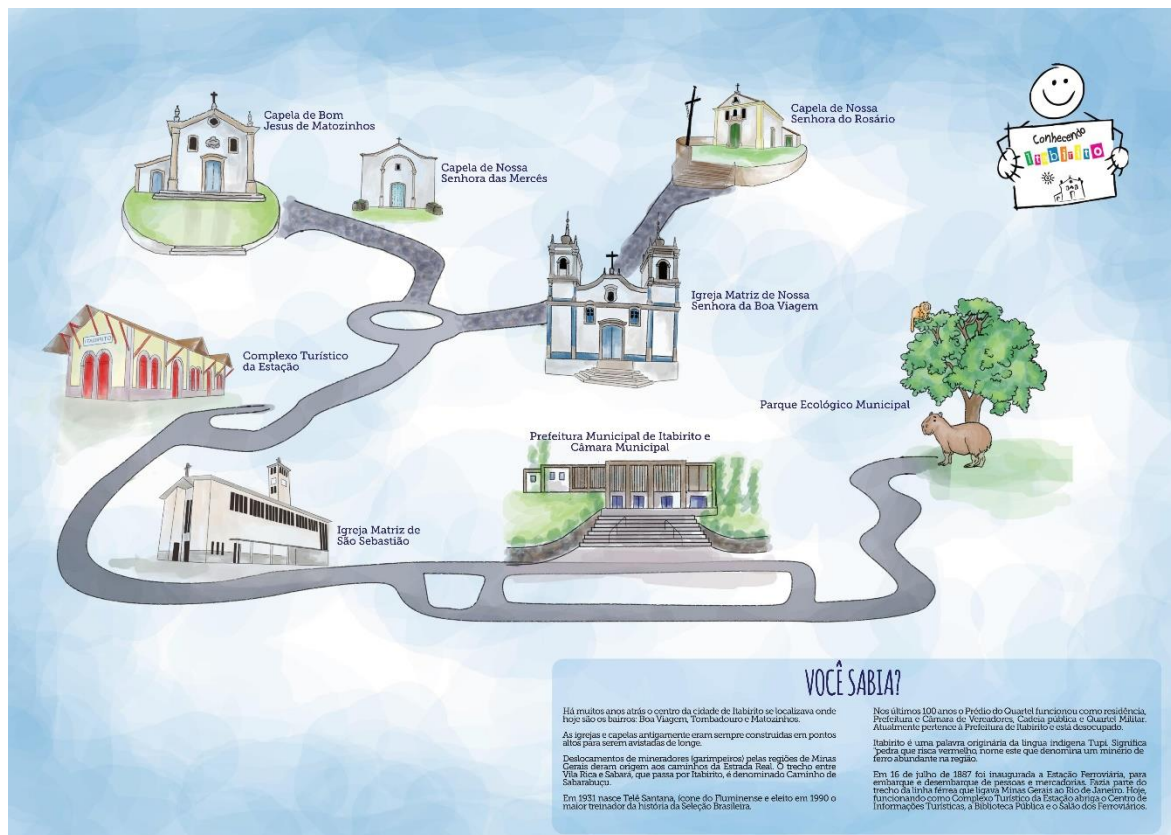 Capela de Bom
Jesus de Matozinhos
Capela de Nossa
Senhora das Mercês
Capela de Nossa
Senhora do Rosário
Conhecendo
Itabirito
Igreja Matriz de Nossa
Senhora da Boa Viagem
Complexo Turístico
da Estação
Parque Ecológico Municipal
Prefeitura Municipal de Itabirito e
Câmara Municipal
Igreja Matriz de
São Sebastião
VOCÊ SABIA?
Há muitos anos atrás o centro da cidade de Itabirito se localizava onde
hoje são os bairros: Boa Viagem, Tombadouro e Matozinhos.
As igrejas e capelas antigamente eram sempre construídas em pontos
altos para serem avistadas de longe.
Deslocamentos de mineradores (garimpeiros) pelas regiões de Minas
Gerais deram origem aos caminhos da Estrada Real. O trecho entre
Vila Rica e Sabará, que passa por Itabirito, é denominado Caminho de
Sabarabuçu.
Em 1931 nasce Telê Santana, ícone do Fluminense e eleito em 1990 o
maior treinador da história da Seleção Brasileira.
Nos últimos 100 anos o Prédio do Quartel funcionou como residência,
Prefeitura e Câmara de Vereadores, Cadeia pública e Quartel Militar.
Atualmente pertence à Prefeitura de Itabirito e está desocupado.
Itabirito é uma palavra originária da língua indígena Tupi. Significa
"pedra que risca vermelho, nome este que denomina um minério de
ferro abundante na região.
Em 16 de julho de 1887 foi inaugurada a Estação Ferroviária, para
embarque e desembarque de pessoas e mercadorias. Fazia parte do
trecho da linha férrea que ligava Minas Gerais ao Rio de Janeiro. Hoje,
funcionando como Complexo Turístico da Estação abriga o Centro de
Informações Turísticas, a Biblioteca Pública e o Salão dos Ferroviários.